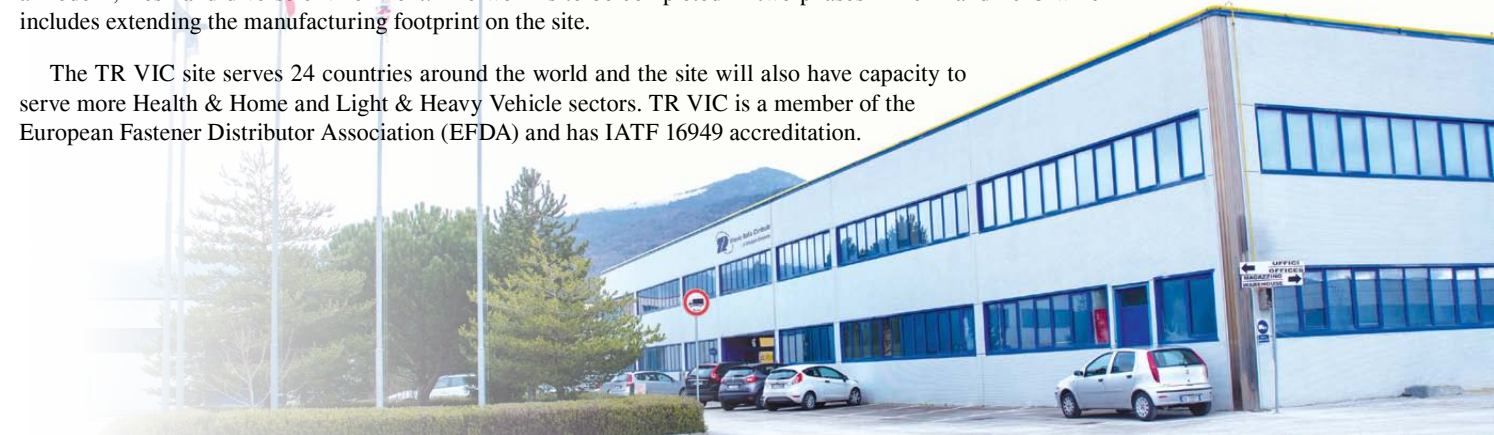 includes extending the manufacturing footprint on the site.
The TR VIC site serves 24 countries around the world and the site will also have capacity to
serve more Health & Home and Light & Heavy Vehicle sectors. TR VIC is a member of the
European Fastener Distributor Association (EFDA) and has IATF 16949 accreditation.
UFFICI
OFFICES
MAGAZZINO
WAREHOUSE